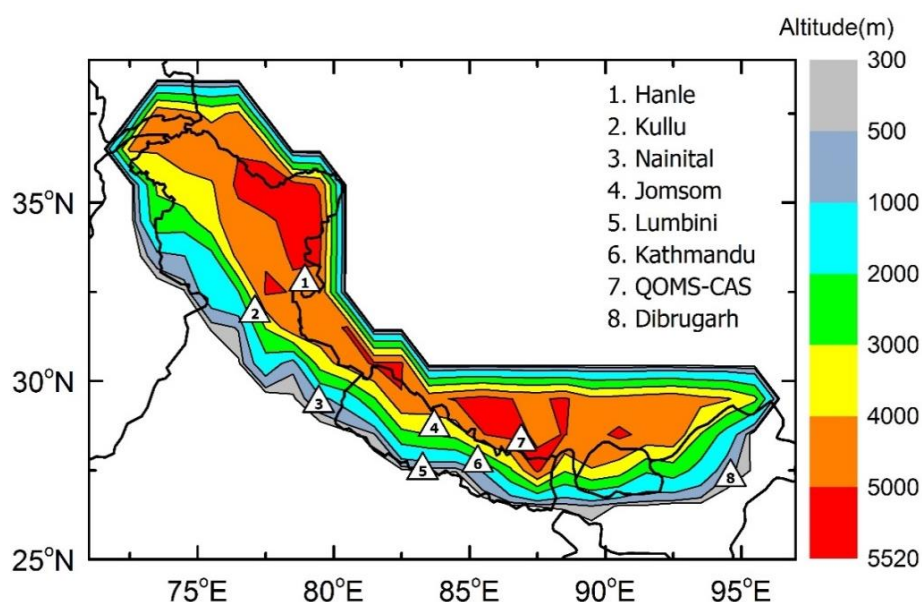 Altitude(m)
300
500
1000
2000
3000
4000
5000
5520
1. Hanle
2. Kullu
3. Nainital
4. Jomsom
5. Lumbini
6. Kathmandu
7. QOMS-CAS
8. Dibrugarh
35°N
30°N
25°N
75°E 80°E 85°E 90°E 95°E
1
2
3
4
5
6
7
8